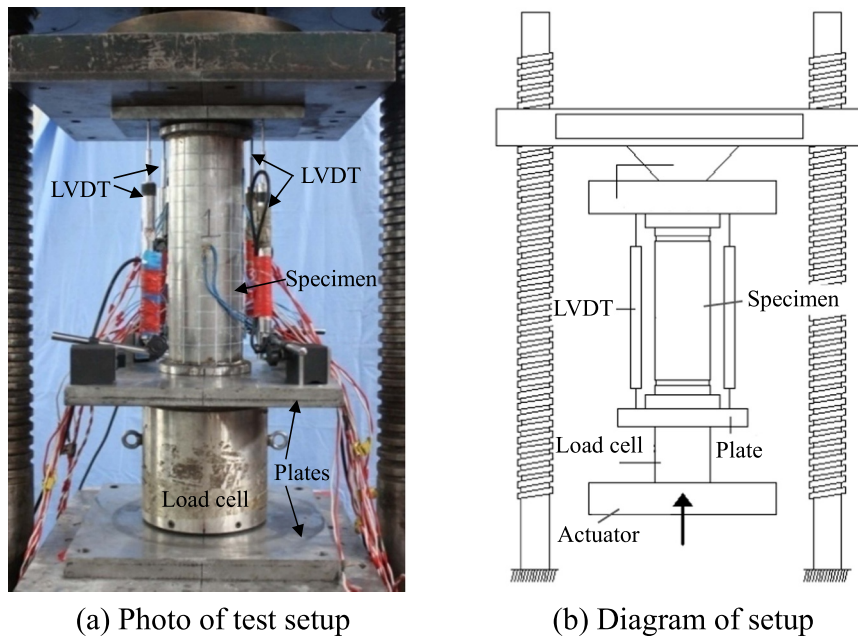 LVDT
LVDT
Specimen
Plates
Load cell
LVDT
Specimen
Load cell
Plate
Actuator
(a) Photo of test setup
(b) Diagram of setup